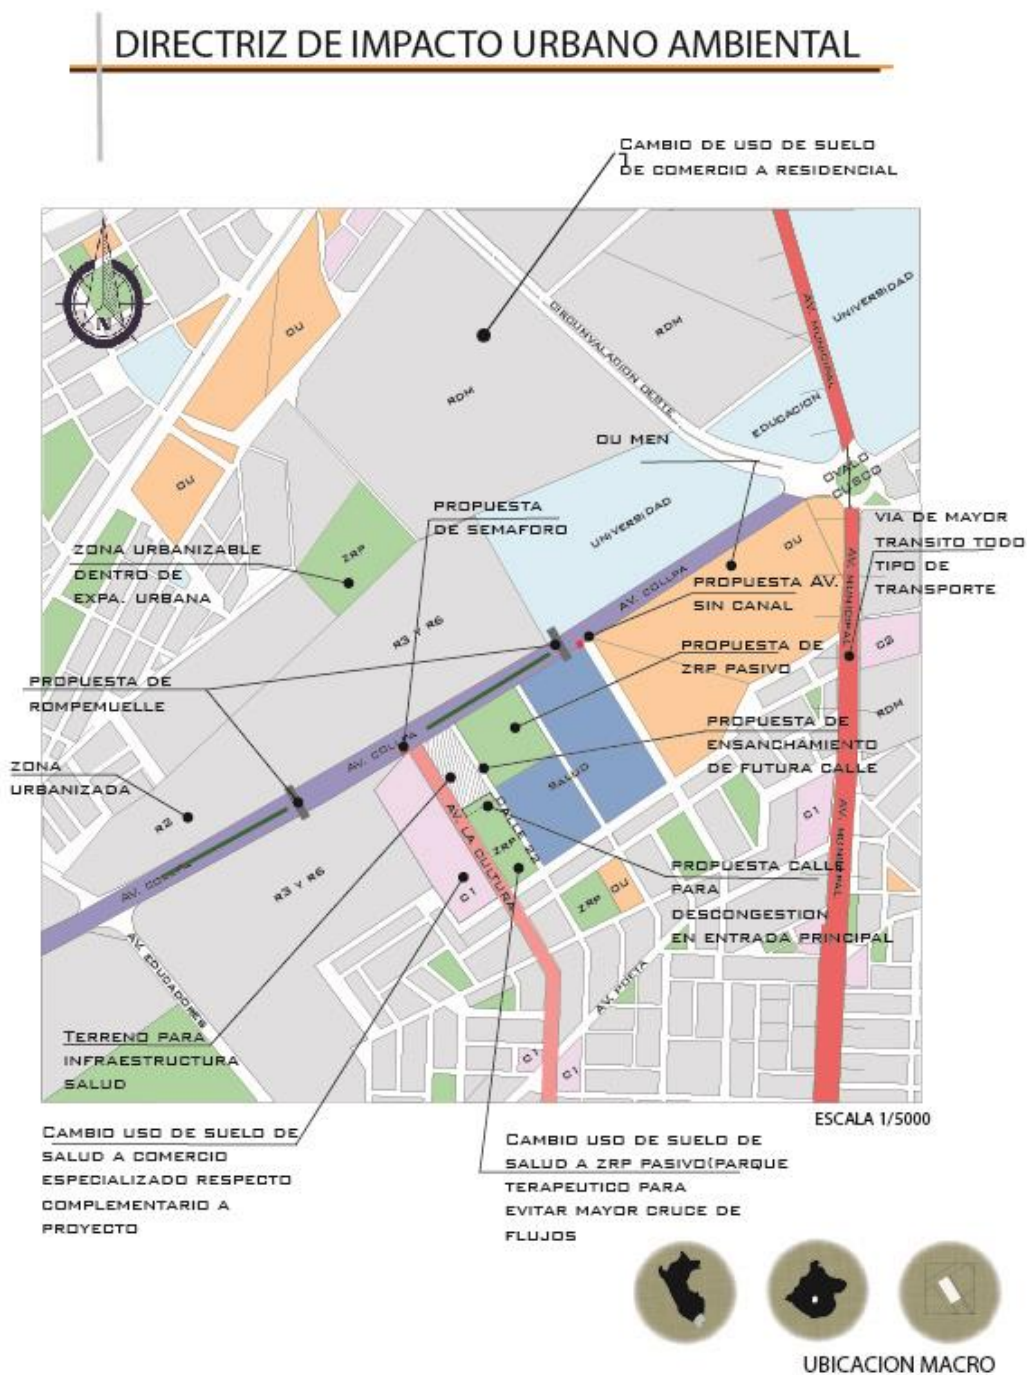 DIRECTRIZ DE IMPACTO URBANO AMBIENTAL
CAMBIO DE USO DE SUELO
DE COMERCIO A RESIDENCIAL
1
N
OU
OU
RDM
RDM
CIRCUNVALACION OESTE
AV. MUNICIPAL
UNIVERSIDAD
EDUCACION
OVALO
CUSCO
OU MEN
UNIVERSIDAD
PROPUESTA
DE SEMAFORO
ZONA URBANIZABLE
DENTRO DE
EXPA. URBANA
ZRP
R3 Y R6
AV. COLLPA
OU
VIA DE MAYOR
TRANSITO TODO
TIPO DE
TRANSPORTE
PROPUESTA AV.
SIN CANAL
AV. MUNICIPAL
C2
PROPUESTA DE
ZRP PASIVO
RDM
PROPUESTA DE
ROMPEMUELLE
PROPUESTA DE
ENSANCHAMIENTO
DE FUTURA CALLE
AV. COLLPA
SALUD
ZONA
URBANIZADA
R2
AV. LA CULTURA
CALLE 22
ZRP
C1
AV. MUNICIPAL
AV. COLLPA
R3 Y R6
C1
ZRP
OU
PROPUESTA CALLE
PARA
DESCONGESTION
EN ENTRADA PRINCIPAL
AV. EDUCADORES
AV. POETA
C1
C1
TERRENO PARA
INFRAESTRUCTURA
SALUD
ESCALA 1/5000
CAMBIO USO DE SUELO DE
SALUD A COMERCIO
ESPECIALIZADO RESPECTO
COMPLEMENTARIO A
PROYECTO
CAMBIO USO DE SUELO DE
SALUD A ZRP PASIVO(PARQUE
TERAPEUTICO PARA
EVITAR MAYOR CRUCE DE
FLUJOS
UBICACION MACRO